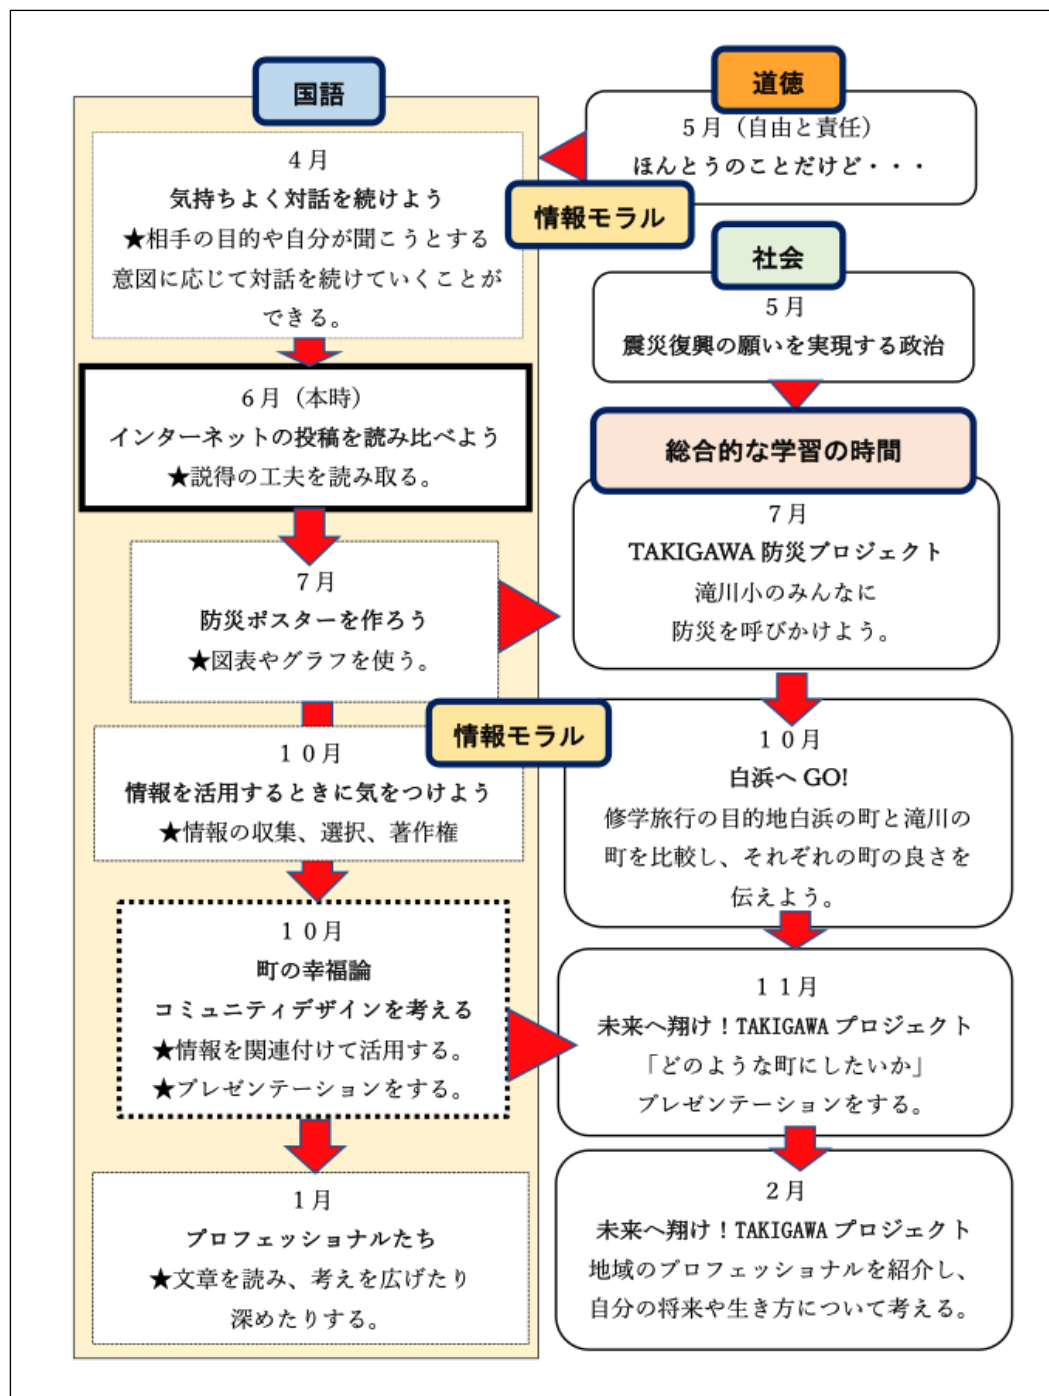 国語
４月
気持ちよく対話を続けよう
★相手の目的や自分が聞こうとする
意図に応じて対話を続けていくことが
できる。
６月（本時）
インターネットの投稿を読み比べよう
★説得の工夫を読み取る。
７月
防災ポスターを作ろう
★図表やグラフを使う。
１０月
情報を活用するときに気をつけよう
★情報の収集、選択、著作権
１０月
町の幸福論
コミュニティデザインを考える
★情報を関連付けて活用する。
★プレゼンテーションをする。
１月
プロフェッショナルたち
★文章を読み、考えを広げたり
深めたりする。
道徳
５月（自由と責任）
ほんとうのことだけど・・・
情報モラル
社会
５月
震災復興の願いを実現する政治
総合的な学習の時間
７月
TAKIGAWA 防災プロジェクト
滝川小のみんなに
防災を呼びかけよう。
情報モラル
１０月
白浜へ GO!
修学旅行の目的地白浜の町と滝川の
町を比較し、それぞれの町の良さを
伝えよう。
１１月
未来へ翔け！TAKIGAWA プロジェクト
「どのような町にしたいか」
プレゼンテーションをする。
２月
未来へ翔け！TAKIGAWA プロジェクト
地域のプロフェッショナルを紹介し、
自分の将来や生き方について考える。